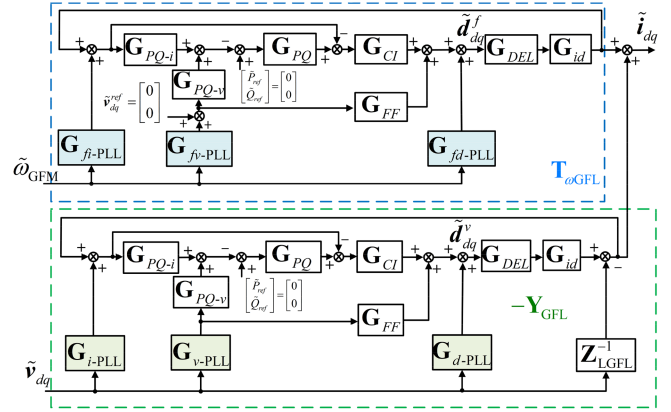 d̃^f_dq
ĩ_dq
+ + G_PQ-i + + − + G_PQ + − G_CI + + + + G_DEL G_id + +
G_PQ-v
[P̃_ref Q̃_ref] = [0 0]
ṽ^ref_dq = [0 0]
+ +
G_FF
G_fi-PLL G_fv-PLL G_fd-PLL
T_ωGFL
ω̃_GFM
d̃^v_dq
+ + G_PQ-i + + − + G_PQ + − G_CI + + + + G_DEL G_id + −
G_PQ-v
[P̃_ref Q̃_ref] = [0 0]
G_FF
−Y_GFL
G_i-PLL G_v-PLL G_d-PLL Z^-1_LGFL
ṽ_dq